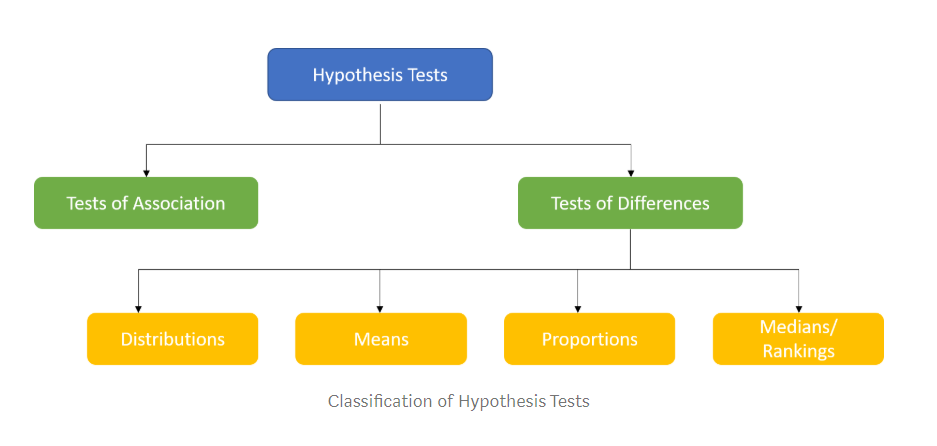 Hypothesis Tests
Tests of Association
Tests of Differences
Distributions
Means
Proportions
Medians/
Rankings
Classification of Hypothesis Tests